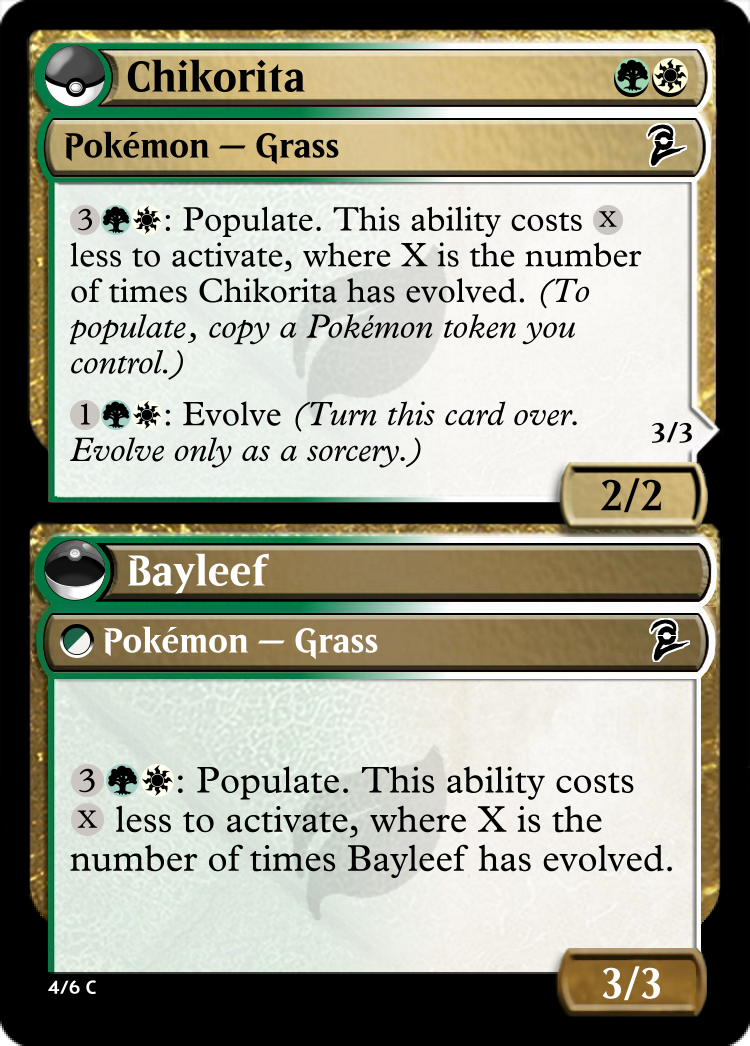 Chikorita
Pokémon — Grass
3: Populate. This ability costs X
less to activate, where X is the number
of times Chikorita has evolved. (To
populate, copy a Pokémon token you
control.)
1: Evolve (Turn this card over.
Evolve only as a sorcery.)
3/3
2/2
Bayleef
Pokémon — Grass
3: Populate. This ability costs
X less to activate, where X is the
number of times Bayleef has evolved.
4/6 C
3/3